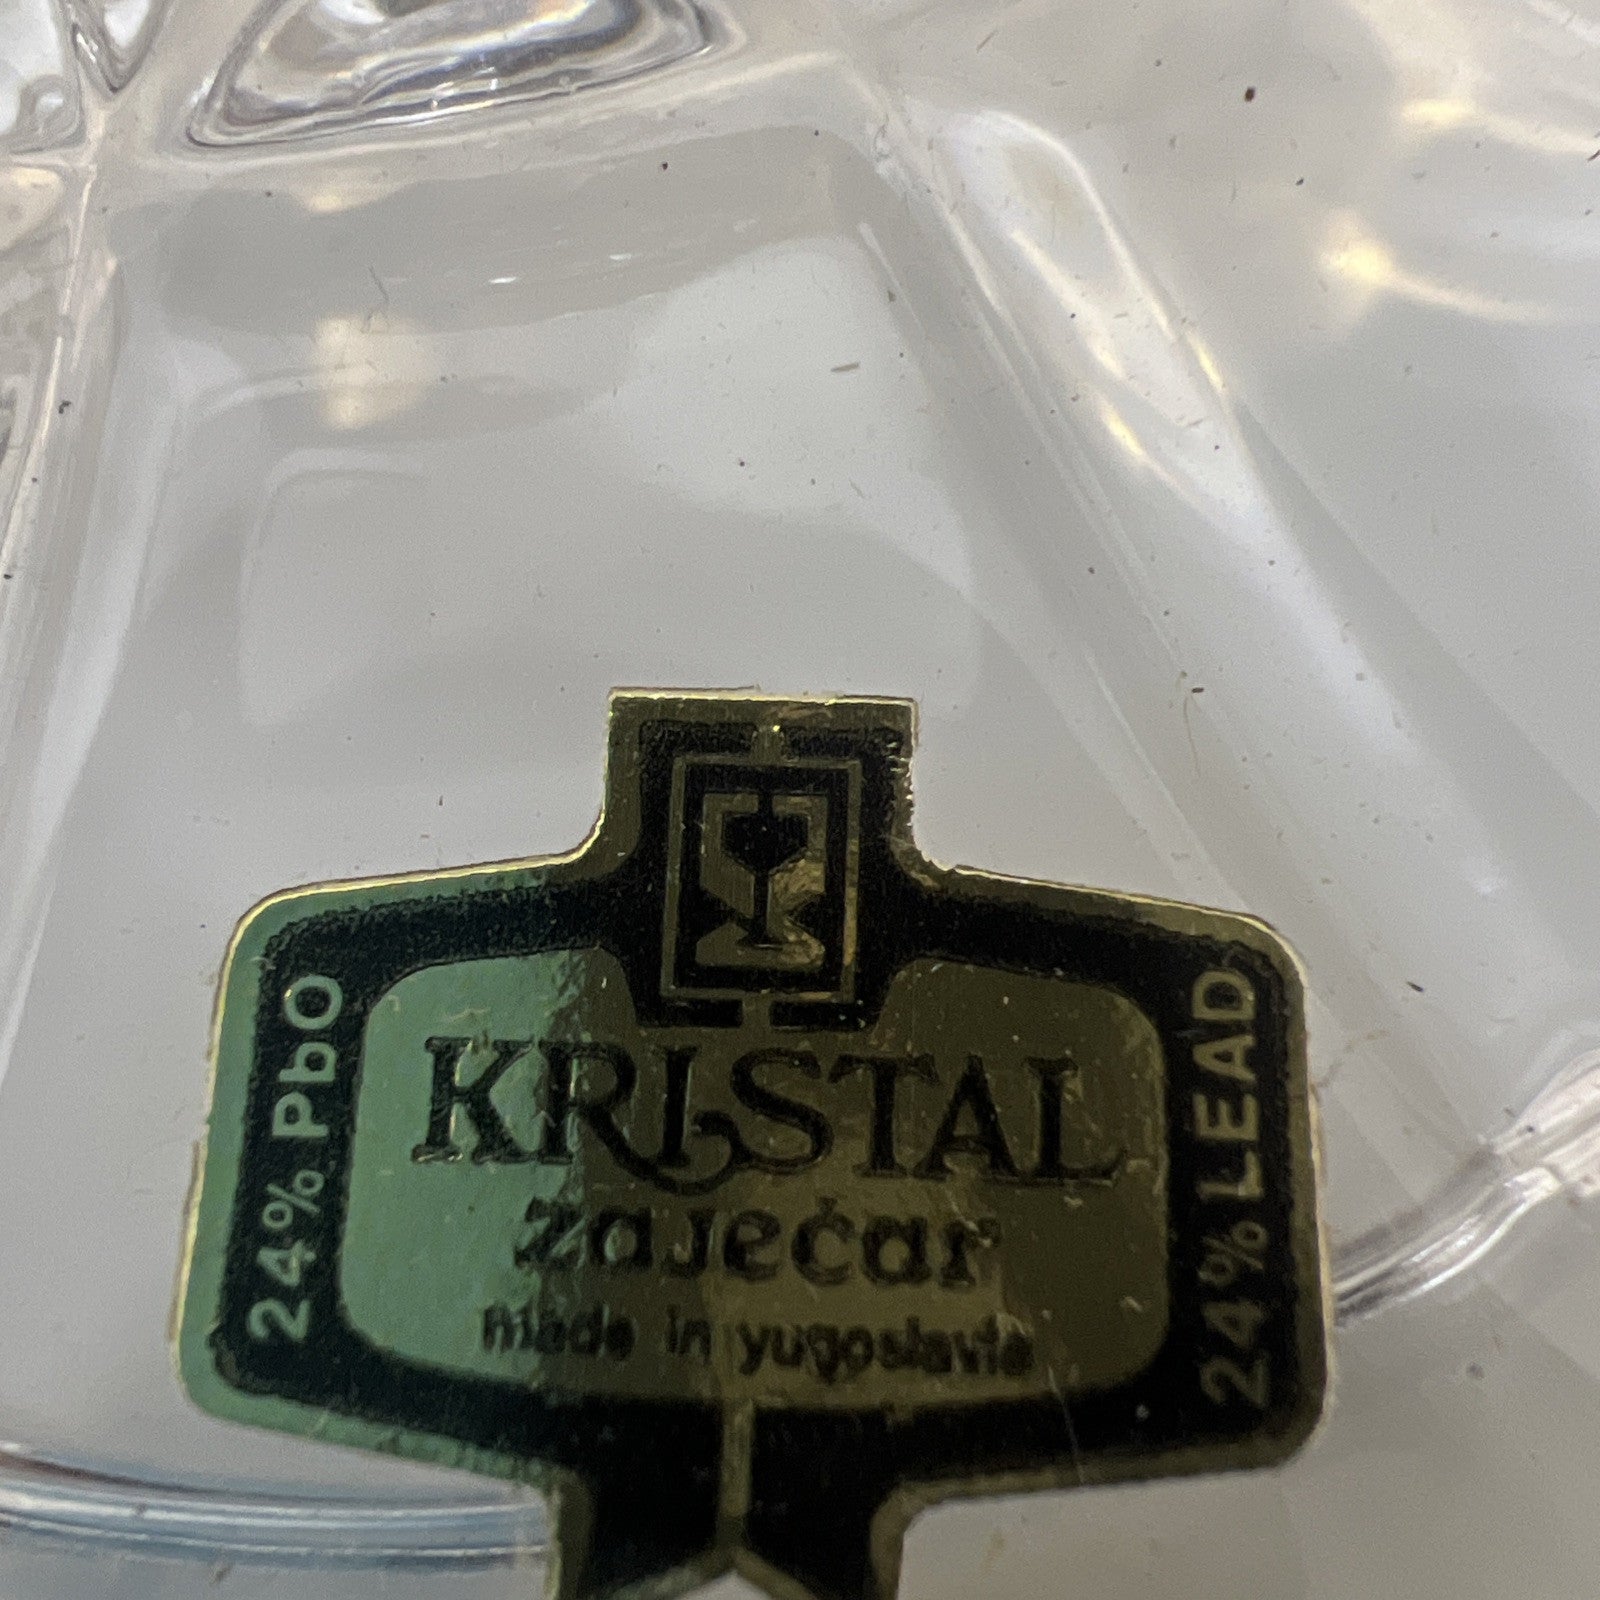 24% PbO
KRISTAL
zaječar
made in yugoslavia
24% LEAD